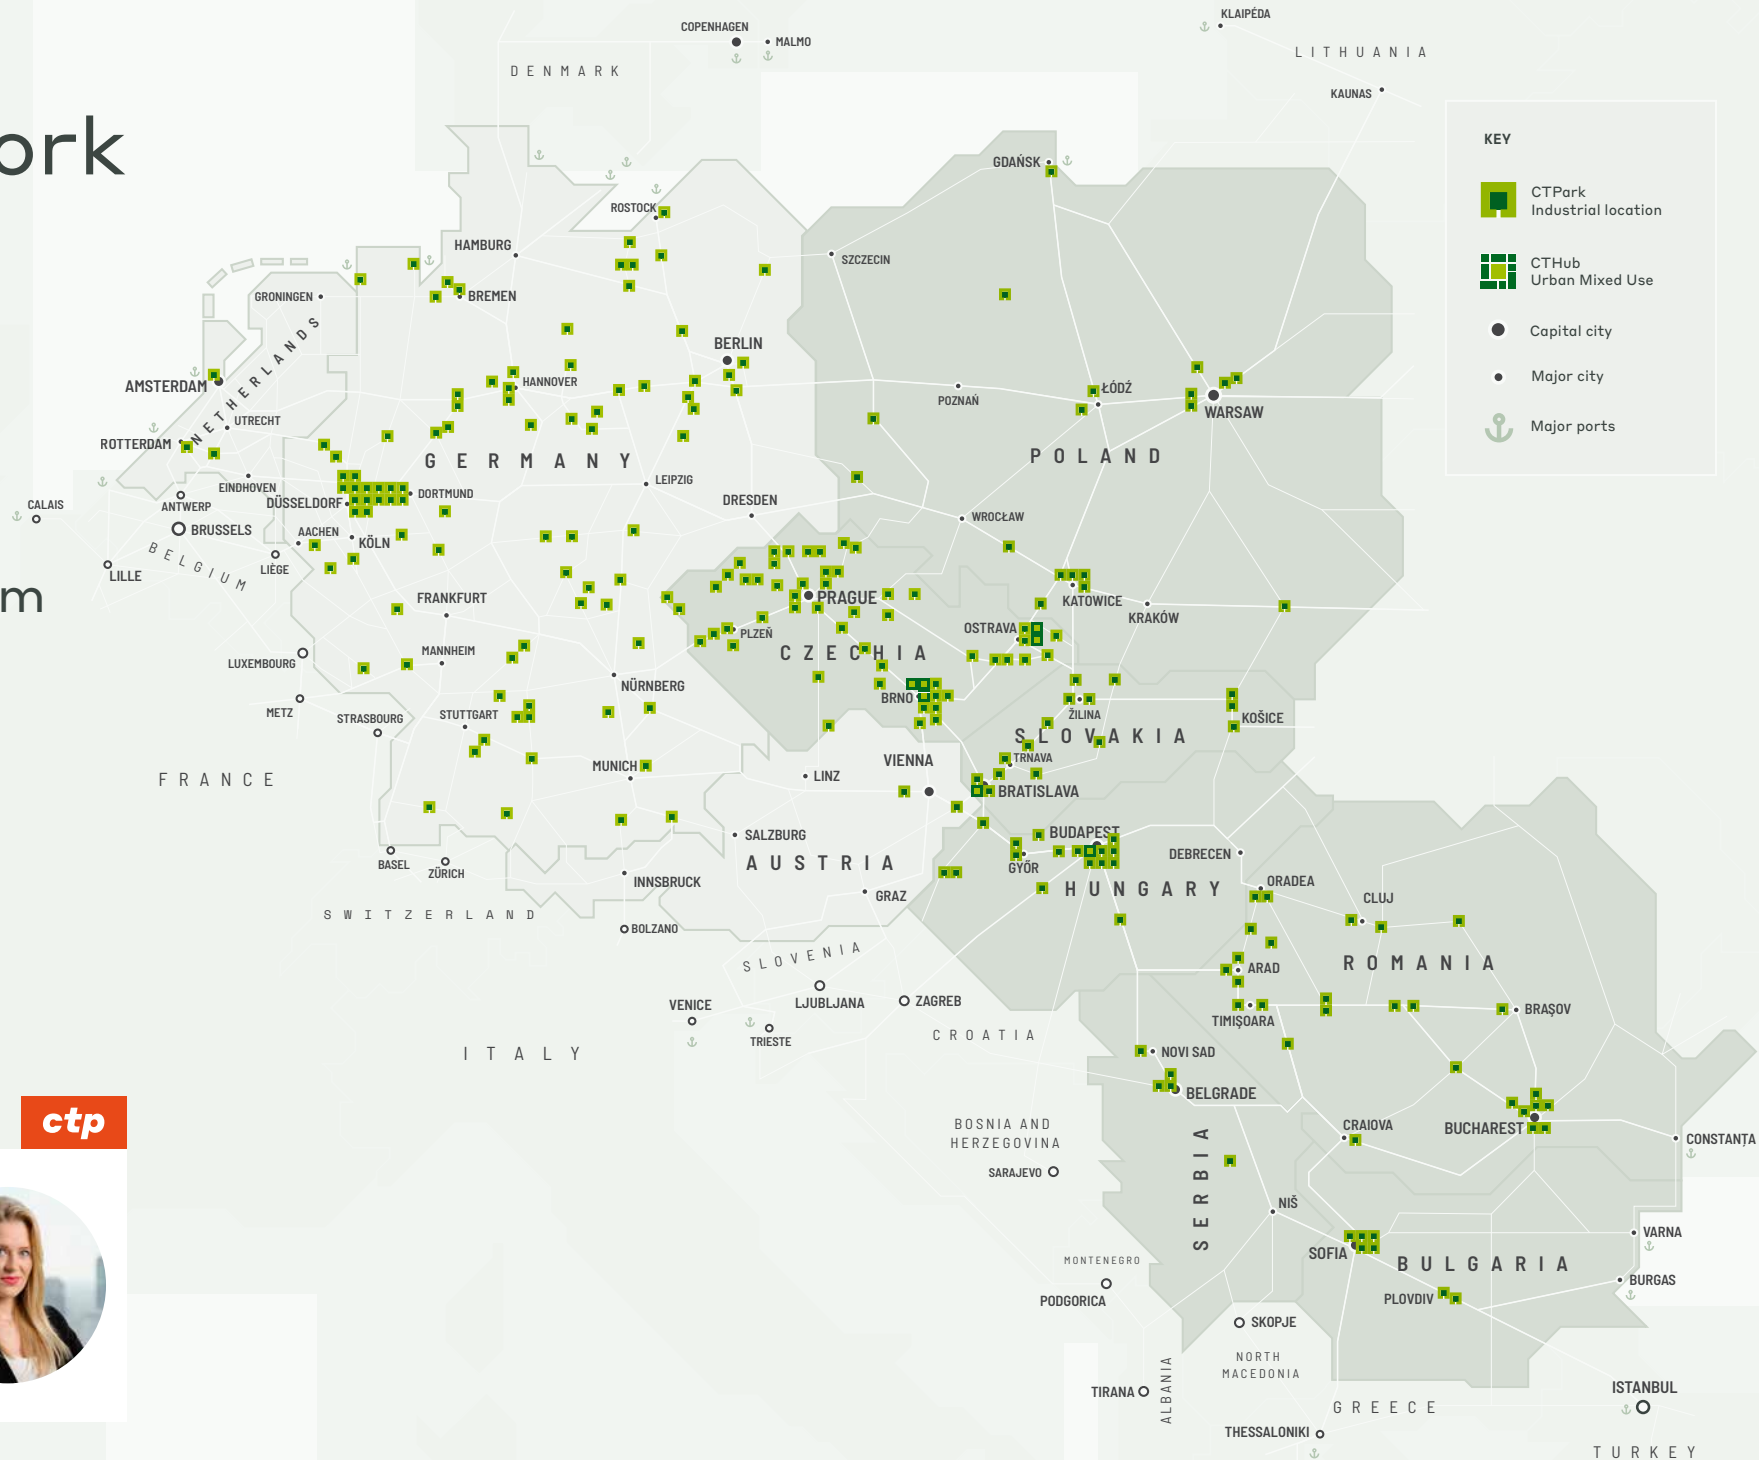 ork
m
ctp
KEY
CTPark
Industrial location
CTHub
Urban Mixed Use
Capital city
Major city
Major ports
COPENHAGEN
MALMO
DENMARK
KLAIPÉDA
LITHUANIA
KAUNAS
GDAŃSK
ROSTOCK
HAMBURG
SZCZECIN
GRONINGEN
BREMEN
NETHERLANDS
BERLIN
AMSTERDAM
HANNOVER
POZNAŃ
ŁÓDŹ
WARSAW
UTRECHT
ROTTERDAM
GERMANY
POLAND
EINDHOVEN
LEIPZIG
DORTMUND
DÜSSELDORF
DRESDEN
CALAIS
ANTWERP
BRUSSELS
WROCŁAW
AACHEN
KÖLN
BELGIUM
LIÈGE
LILLE
FRANKFURT
PRAGUE
KATOWICE
KRAKÓW
OSTRAVA
PLZEŇ
CZECHIA
LUXEMBOURG
MANNHEIM
NÜRNBERG
BRNO
METZ
STRASBOURG
STUTTGART
ŽILINA
KOŠICE
SLOVAKIA
FRANCE
MUNICH
LINZ
VIENNA
TRNAVA
BRATISLAVA
SALZBURG
BUDAPEST
AUSTRIA
GYŐR
DEBRECEN
BASEL
ZÜRICH
INNSBRUCK
HUNGARY
ORADEA
GRAZ
CLUJ
SWITZERLAND
BOLZANO
SLOVENIA
ROMANIA
ARAD
LJUBLJANA
ZAGREB
VENICE
TRIESTE
CROATIA
TIMIŞOARA
BRAŞOV
ITALY
NOVI SAD
BELGRADE
BOSNIA AND
HERZEGOVINA
CRAIOVA
BUCHAREST
CONSTANȚA
SARAJEVO
SERBIA
NIŠ
VARNA
MONTENEGRO
SOFIA
BULGARIA
BURGAS
PODGORICA
PLOVDIV
SKOPJE
NORTH
MACEDONIA
ALBANIA
TIRANA
ISTANBUL
GREECE
THESSALONIKI
TURKEY